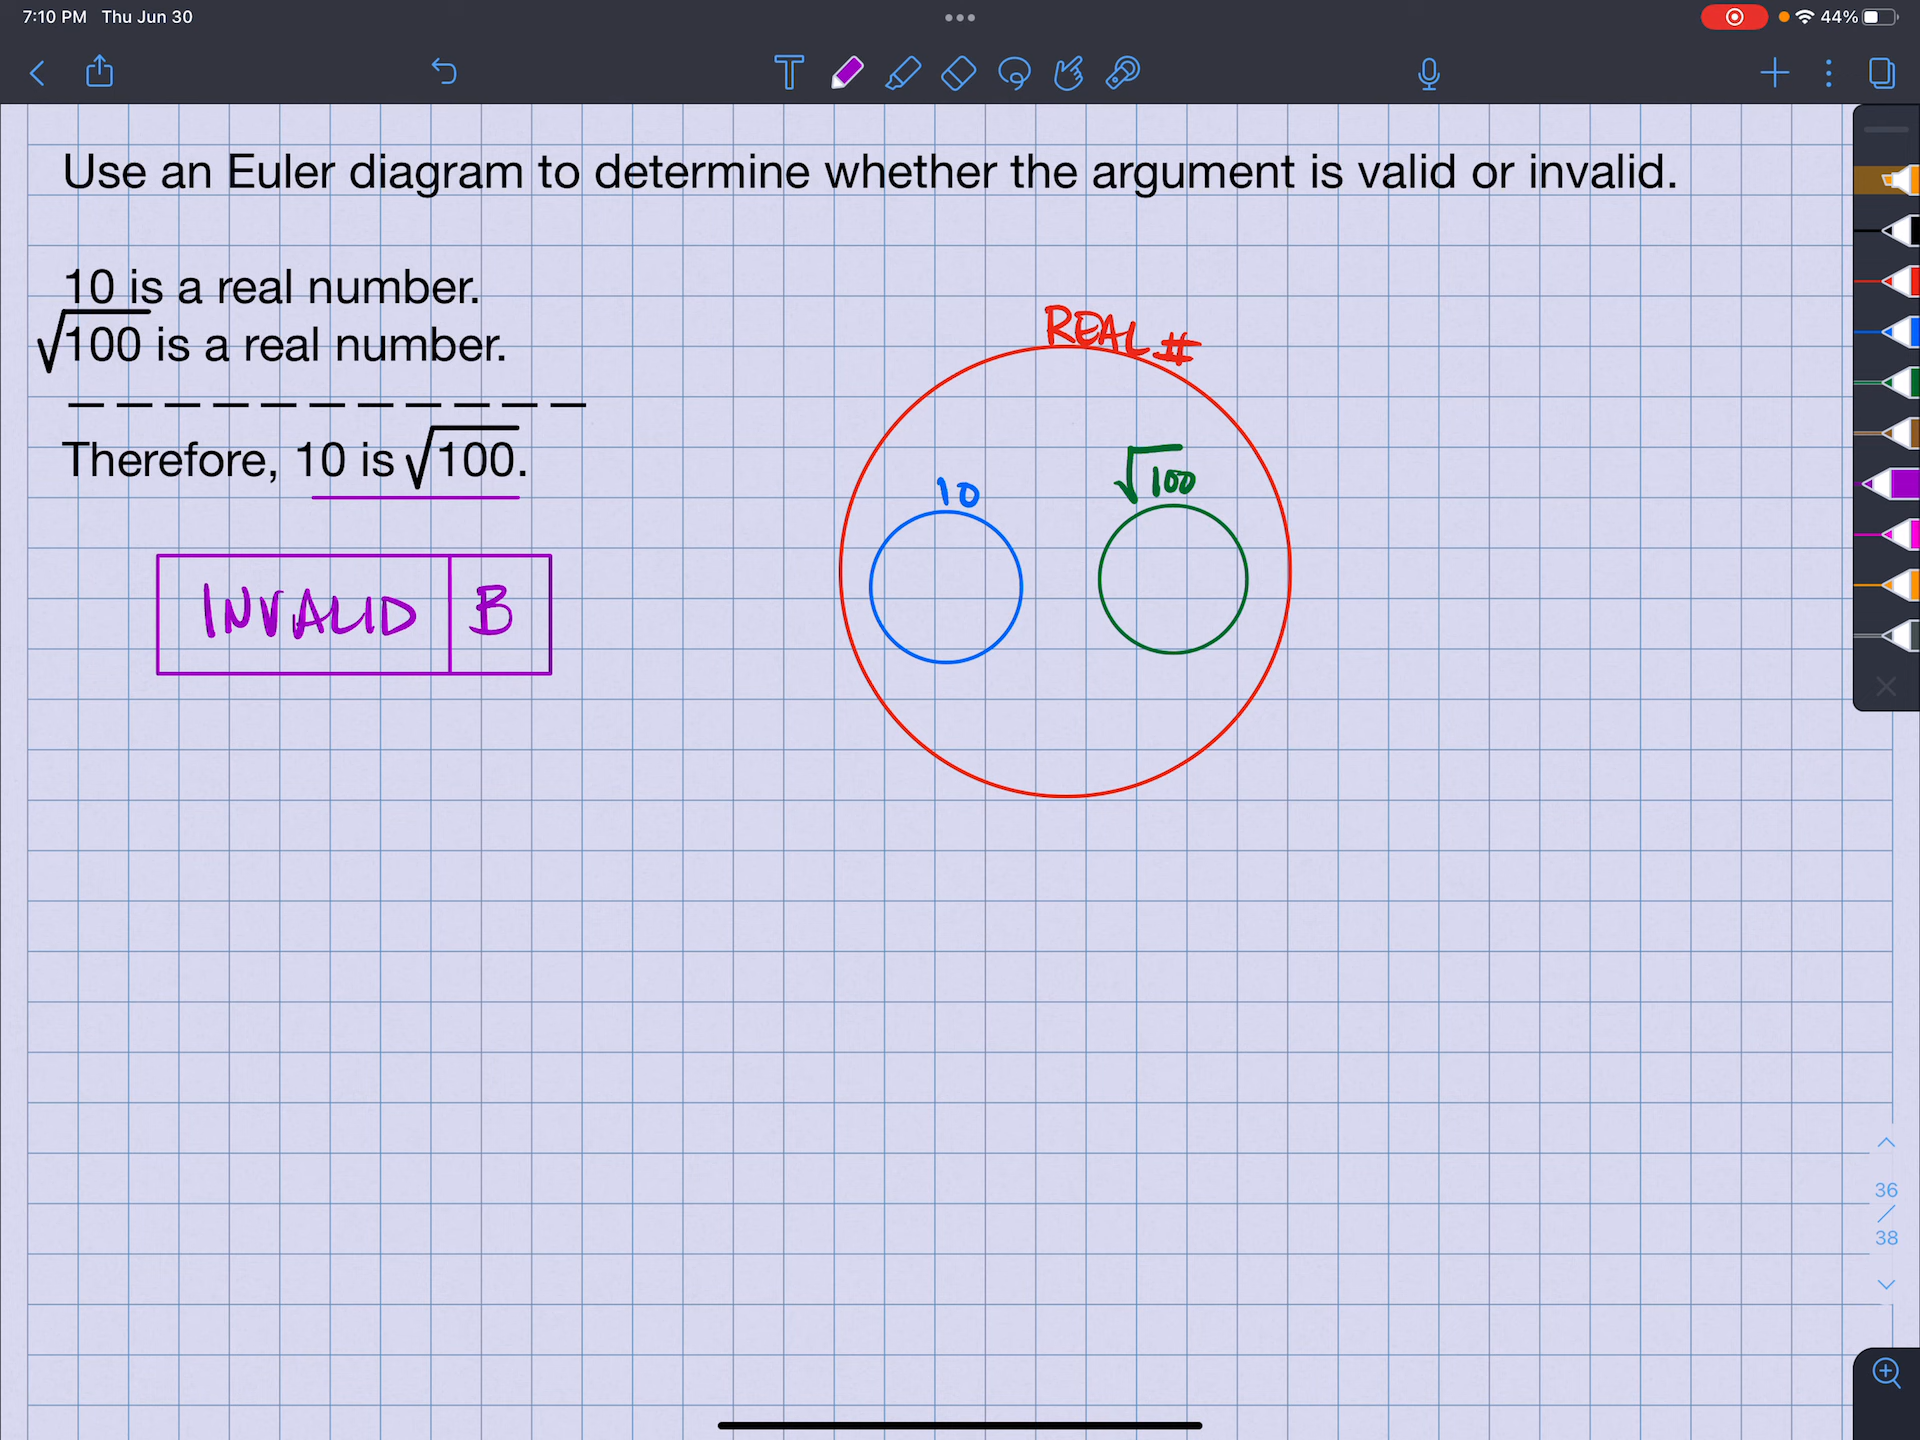 7:10 PM Thu Jun 30
44%
Use an Euler diagram to determine whether the argument is valid or invalid.
10 is a real number.
√100 is a real number.
Therefore, 10 is √100.
INVALID B
REAL #
10
√100
36
/
38